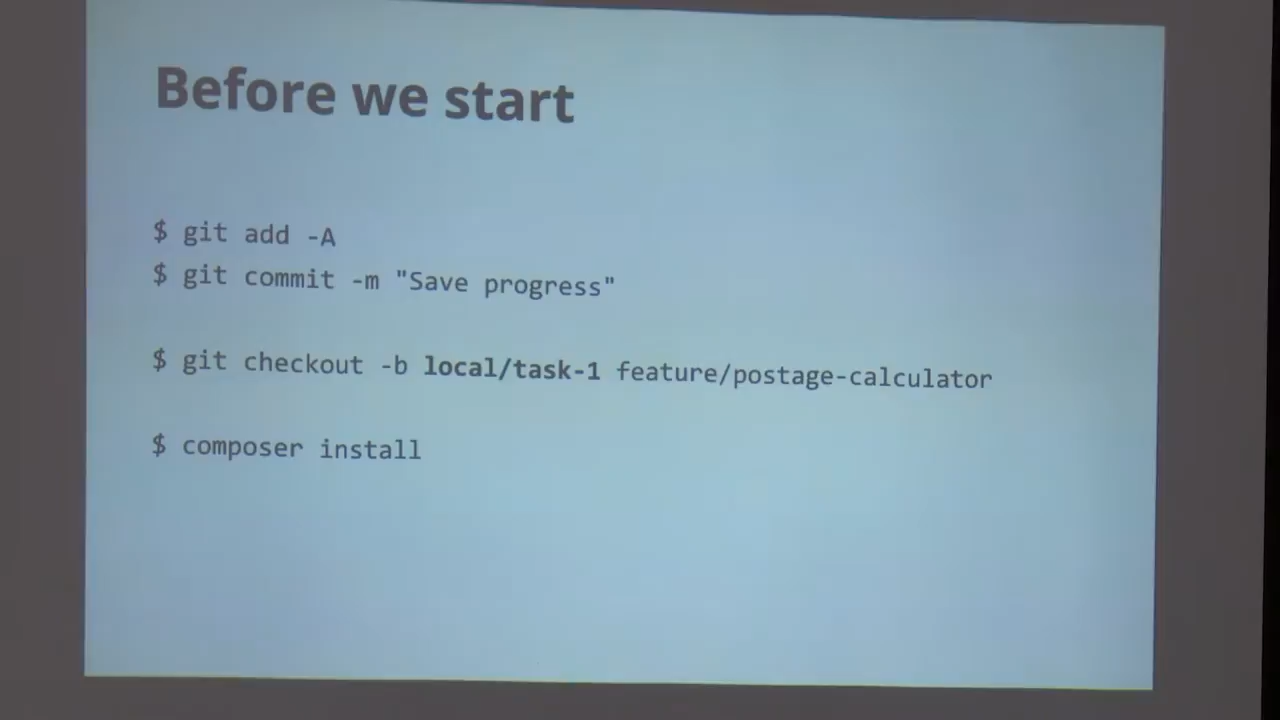 Before we start
$ git add -A
$ git commit -m "Save progress"
$ git checkout -b local/task-1 feature/postage-calculator
$ composer install